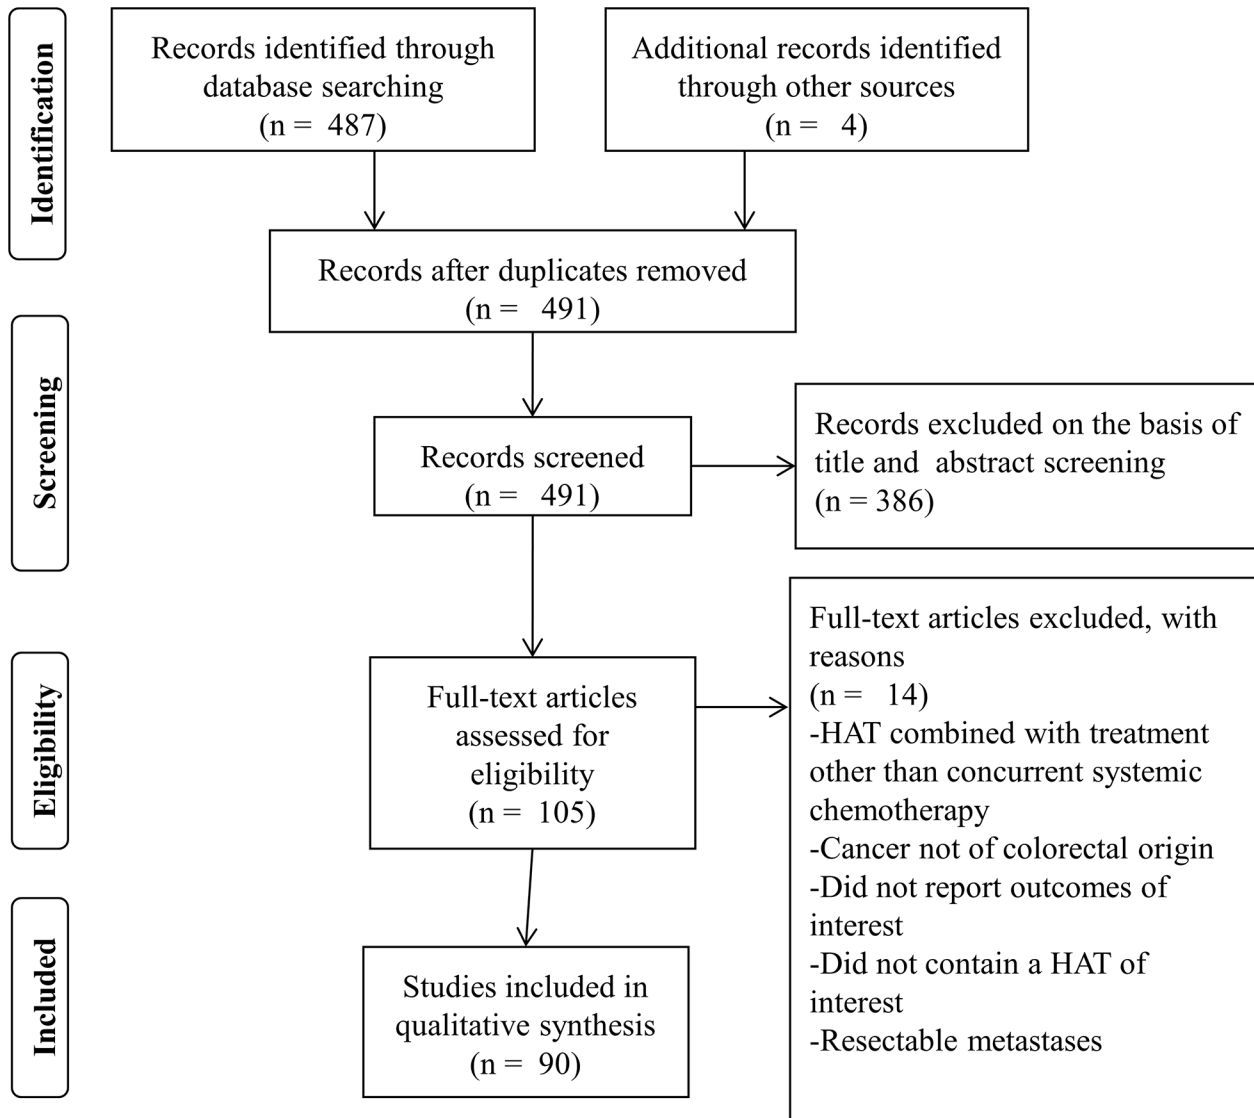 Identification
Records identified through
database searching
(n = 487)
Additional records identified
through other sources
(n = 4)
Records after duplicates removed
(n = 491)
Screening
Records screened
(n = 491)
Records excluded on the basis of
title and abstract screening
(n = 386)
Eligibility
Full-text articles
assessed for
eligibility
(n = 105)
Full-text articles excluded, with
reasons
(n = 14)
-HAT combined with treatment
other than concurrent systemic
chemotherapy
-Cancer not of colorectal origin
-Did not report outcomes of
interest
-Did not contain a HAT of
interest
-Resectable metastases
Included
Studies included in
qualitative synthesis
(n = 90)